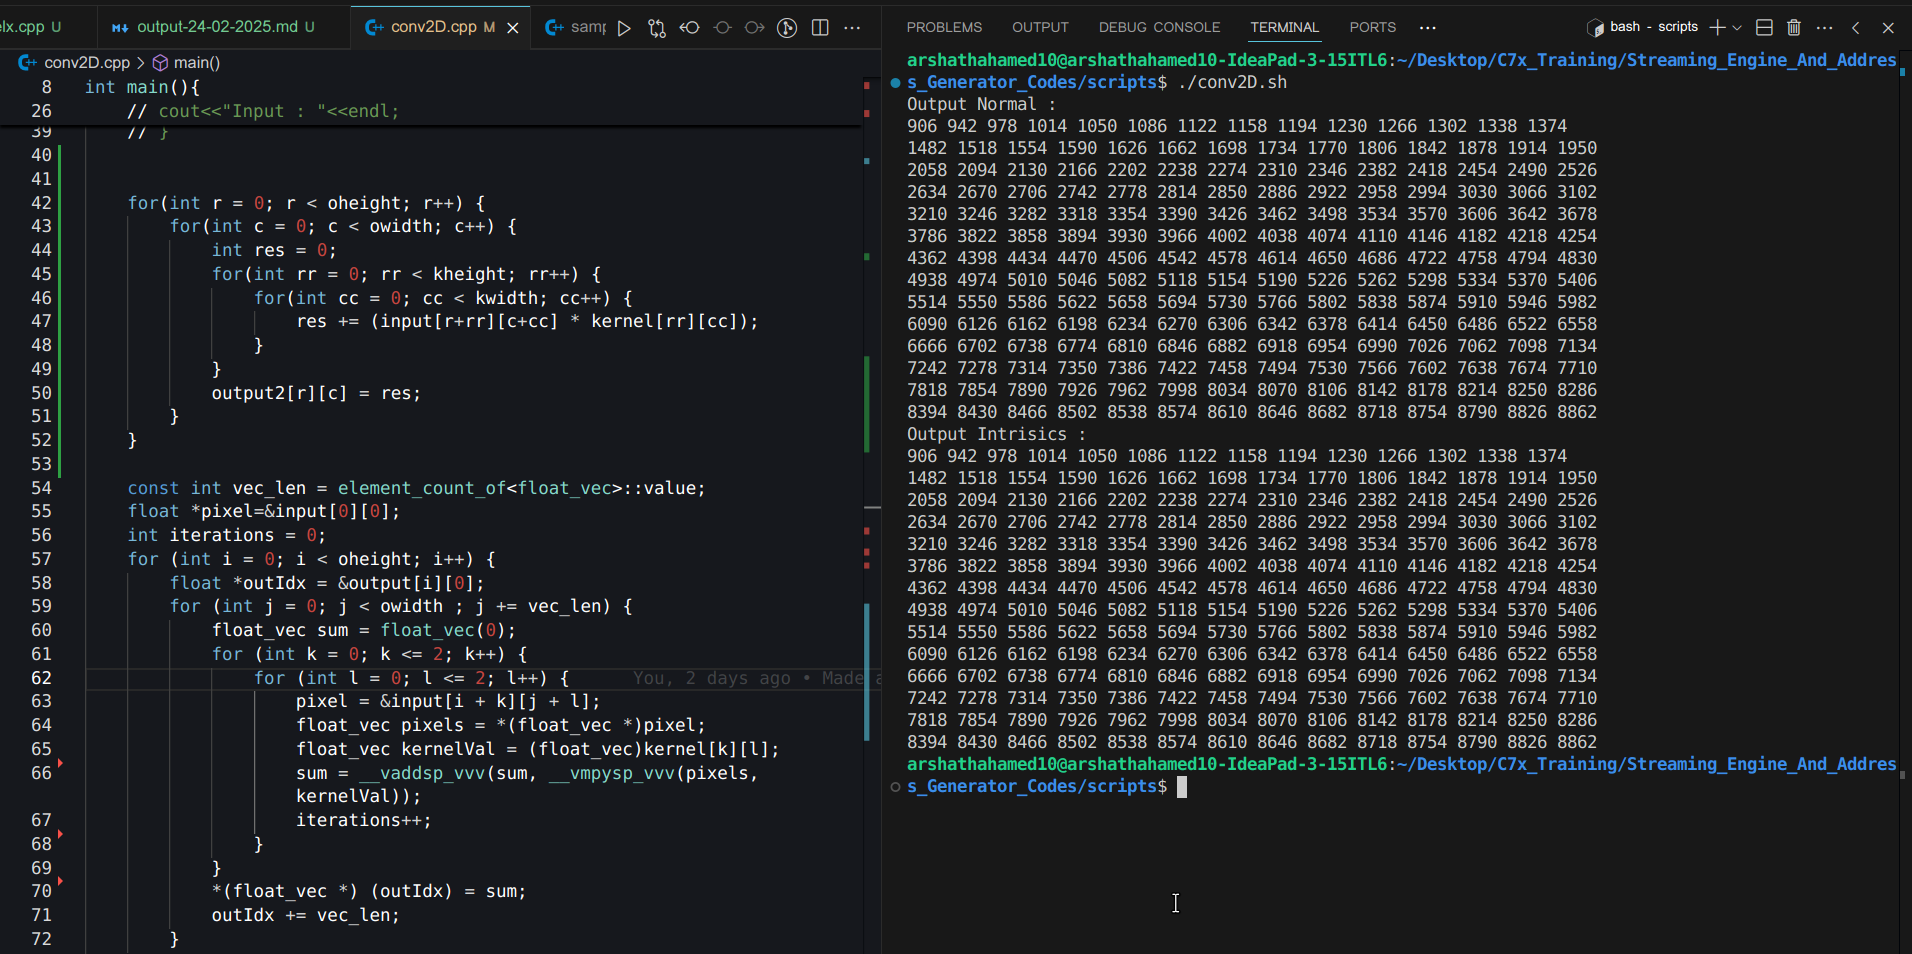 elx.cpp U
output-24-02-2025.md U
conv2D.cpp M
samp
conv2D.cpp > main()
8 int main(){
26 // cout<<"Input : "<<endl;
39 // }
40
41
42 for(int r = 0; r < oheight; r++) {
43 for(int c = 0; c < owidth; c++) {
44 int res = 0;
45 for(int rr = 0; rr < kheight; rr++) {
46 for(int cc = 0; cc < kwidth; cc++) {
47 res += (input[r+rr][c+cc] * kernel[rr][cc]);
48 }
49 }
50 output2[r][c] = res;
51 }
52 }
53
54 const int vec_len = element_count_of<float_vec>::value;
55 float *pixel=&input[0][0];
56 int iterations = 0;
57 for (int i = 0; i < oheight; i++) {
58 float *outIdx = &output[i][0];
59 for (int j = 0; j < owidth ; j += vec_len) {
60 float_vec sum = float_vec(0);
61 for (int k = 0; k <= 2; k++) {
62 for (int l = 0; l <= 2; l++) { You, 2 days ago • Made a
63 pixel = &input[i + k][j + l];
64 float_vec pixels = *(float_vec *)pixel;
65 float_vec kernelVal = (float_vec)kernel[k][l];
66 sum = __vaddsp_vvv(sum, __vmpysp_vvv(pixels,
kernelVal));
67 iterations++;
68 }
69 }
70 *(float_vec *) (outIdx) = sum;
71 outIdx += vec_len;
72 }
PROBLEMS OUTPUT DEBUG CONSOLE TERMINAL PORTS ··· bash - scripts
arshathahamed10@arshathahamed10-IdeaPad-3-15ITL6:~/Desktop/C7x_Training/Streaming_Engine_And_Addres
s_Generator_Codes/scripts$ ./conv2D.sh
Output Normal :
906 942 978 1014 1050 1086 1122 1158 1194 1230 1266 1302 1338 1374
1482 1518 1554 1590 1626 1662 1698 1734 1770 1806 1842 1878 1914 1950
2058 2094 2130 2166 2202 2238 2274 2310 2346 2382 2418 2454 2490 2526
2634 2670 2706 2742 2778 2814 2850 2886 2922 2958 2994 3030 3066 3102
3210 3246 3282 3318 3354 3390 3426 3462 3498 3534 3570 3606 3642 3678
3786 3822 3858 3894 3930 3966 4002 4038 4074 4110 4146 4182 4218 4254
4362 4398 4434 4470 4506 4542 4578 4614 4650 4686 4722 4758 4794 4830
4938 4974 5010 5046 5082 5118 5154 5190 5226 5262 5298 5334 5370 5406
5514 5550 5586 5622 5658 5694 5730 5766 5802 5838 5874 5910 5946 5982
6090 6126 6162 6198 6234 6270 6306 6342 6378 6414 6450 6486 6522 6558
6666 6702 6738 6774 6810 6846 6882 6918 6954 6990 7026 7062 7098 7134
7242 7278 7314 7350 7386 7422 7458 7494 7530 7566 7602 7638 7674 7710
7818 7854 7890 7926 7962 7998 8034 8070 8106 8142 8178 8214 8250 8286
8394 8430 8466 8502 8538 8574 8610 8646 8682 8718 8754 8790 8826 8862
Output Intrisics :
906 942 978 1014 1050 1086 1122 1158 1194 1230 1266 1302 1338 1374
1482 1518 1554 1590 1626 1662 1698 1734 1770 1806 1842 1878 1914 1950
2058 2094 2130 2166 2202 2238 2274 2310 2346 2382 2418 2454 2490 2526
2634 2670 2706 2742 2778 2814 2850 2886 2922 2958 2994 3030 3066 3102
3210 3246 3282 3318 3354 3390 3426 3462 3498 3534 3570 3606 3642 3678
3786 3822 3858 3894 3930 3966 4002 4038 4074 4110 4146 4182 4218 4254
4362 4398 4434 4470 4506 4542 4578 4614 4650 4686 4722 4758 4794 4830
4938 4974 5010 5046 5082 5118 5154 5190 5226 5262 5298 5334 5370 5406
5514 5550 5586 5622 5658 5694 5730 5766 5802 5838 5874 5910 5946 5982
6090 6126 6162 6198 6234 6270 6306 6342 6378 6414 6450 6486 6522 6558
6666 6702 6738 6774 6810 6846 6882 6918 6954 6990 7026 7062 7098 7134
7242 7278 7314 7350 7386 7422 7458 7494 7530 7566 7602 7638 7674 7710
7818 7854 7890 7926 7962 7998 8034 8070 8106 8142 8178 8214 8250 8286
8394 8430 8466 8502 8538 8574 8610 8646 8682 8718 8754 8790 8826 8862
arshathahamed10@arshathahamed10-IdeaPad-3-15ITL6:~/Desktop/C7x_Training/Streaming_Engine_And_Addres
s_Generator_Codes/scripts$